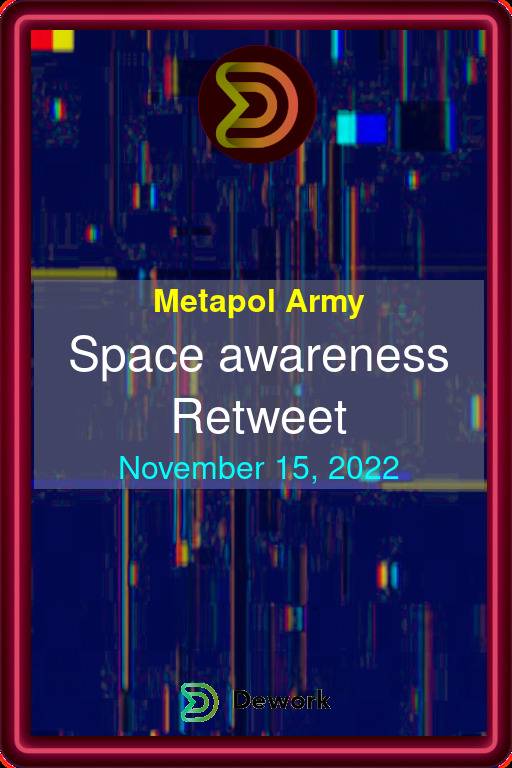 Metapol Army
Space awareness
Retweet
November 15, 2022
Dework